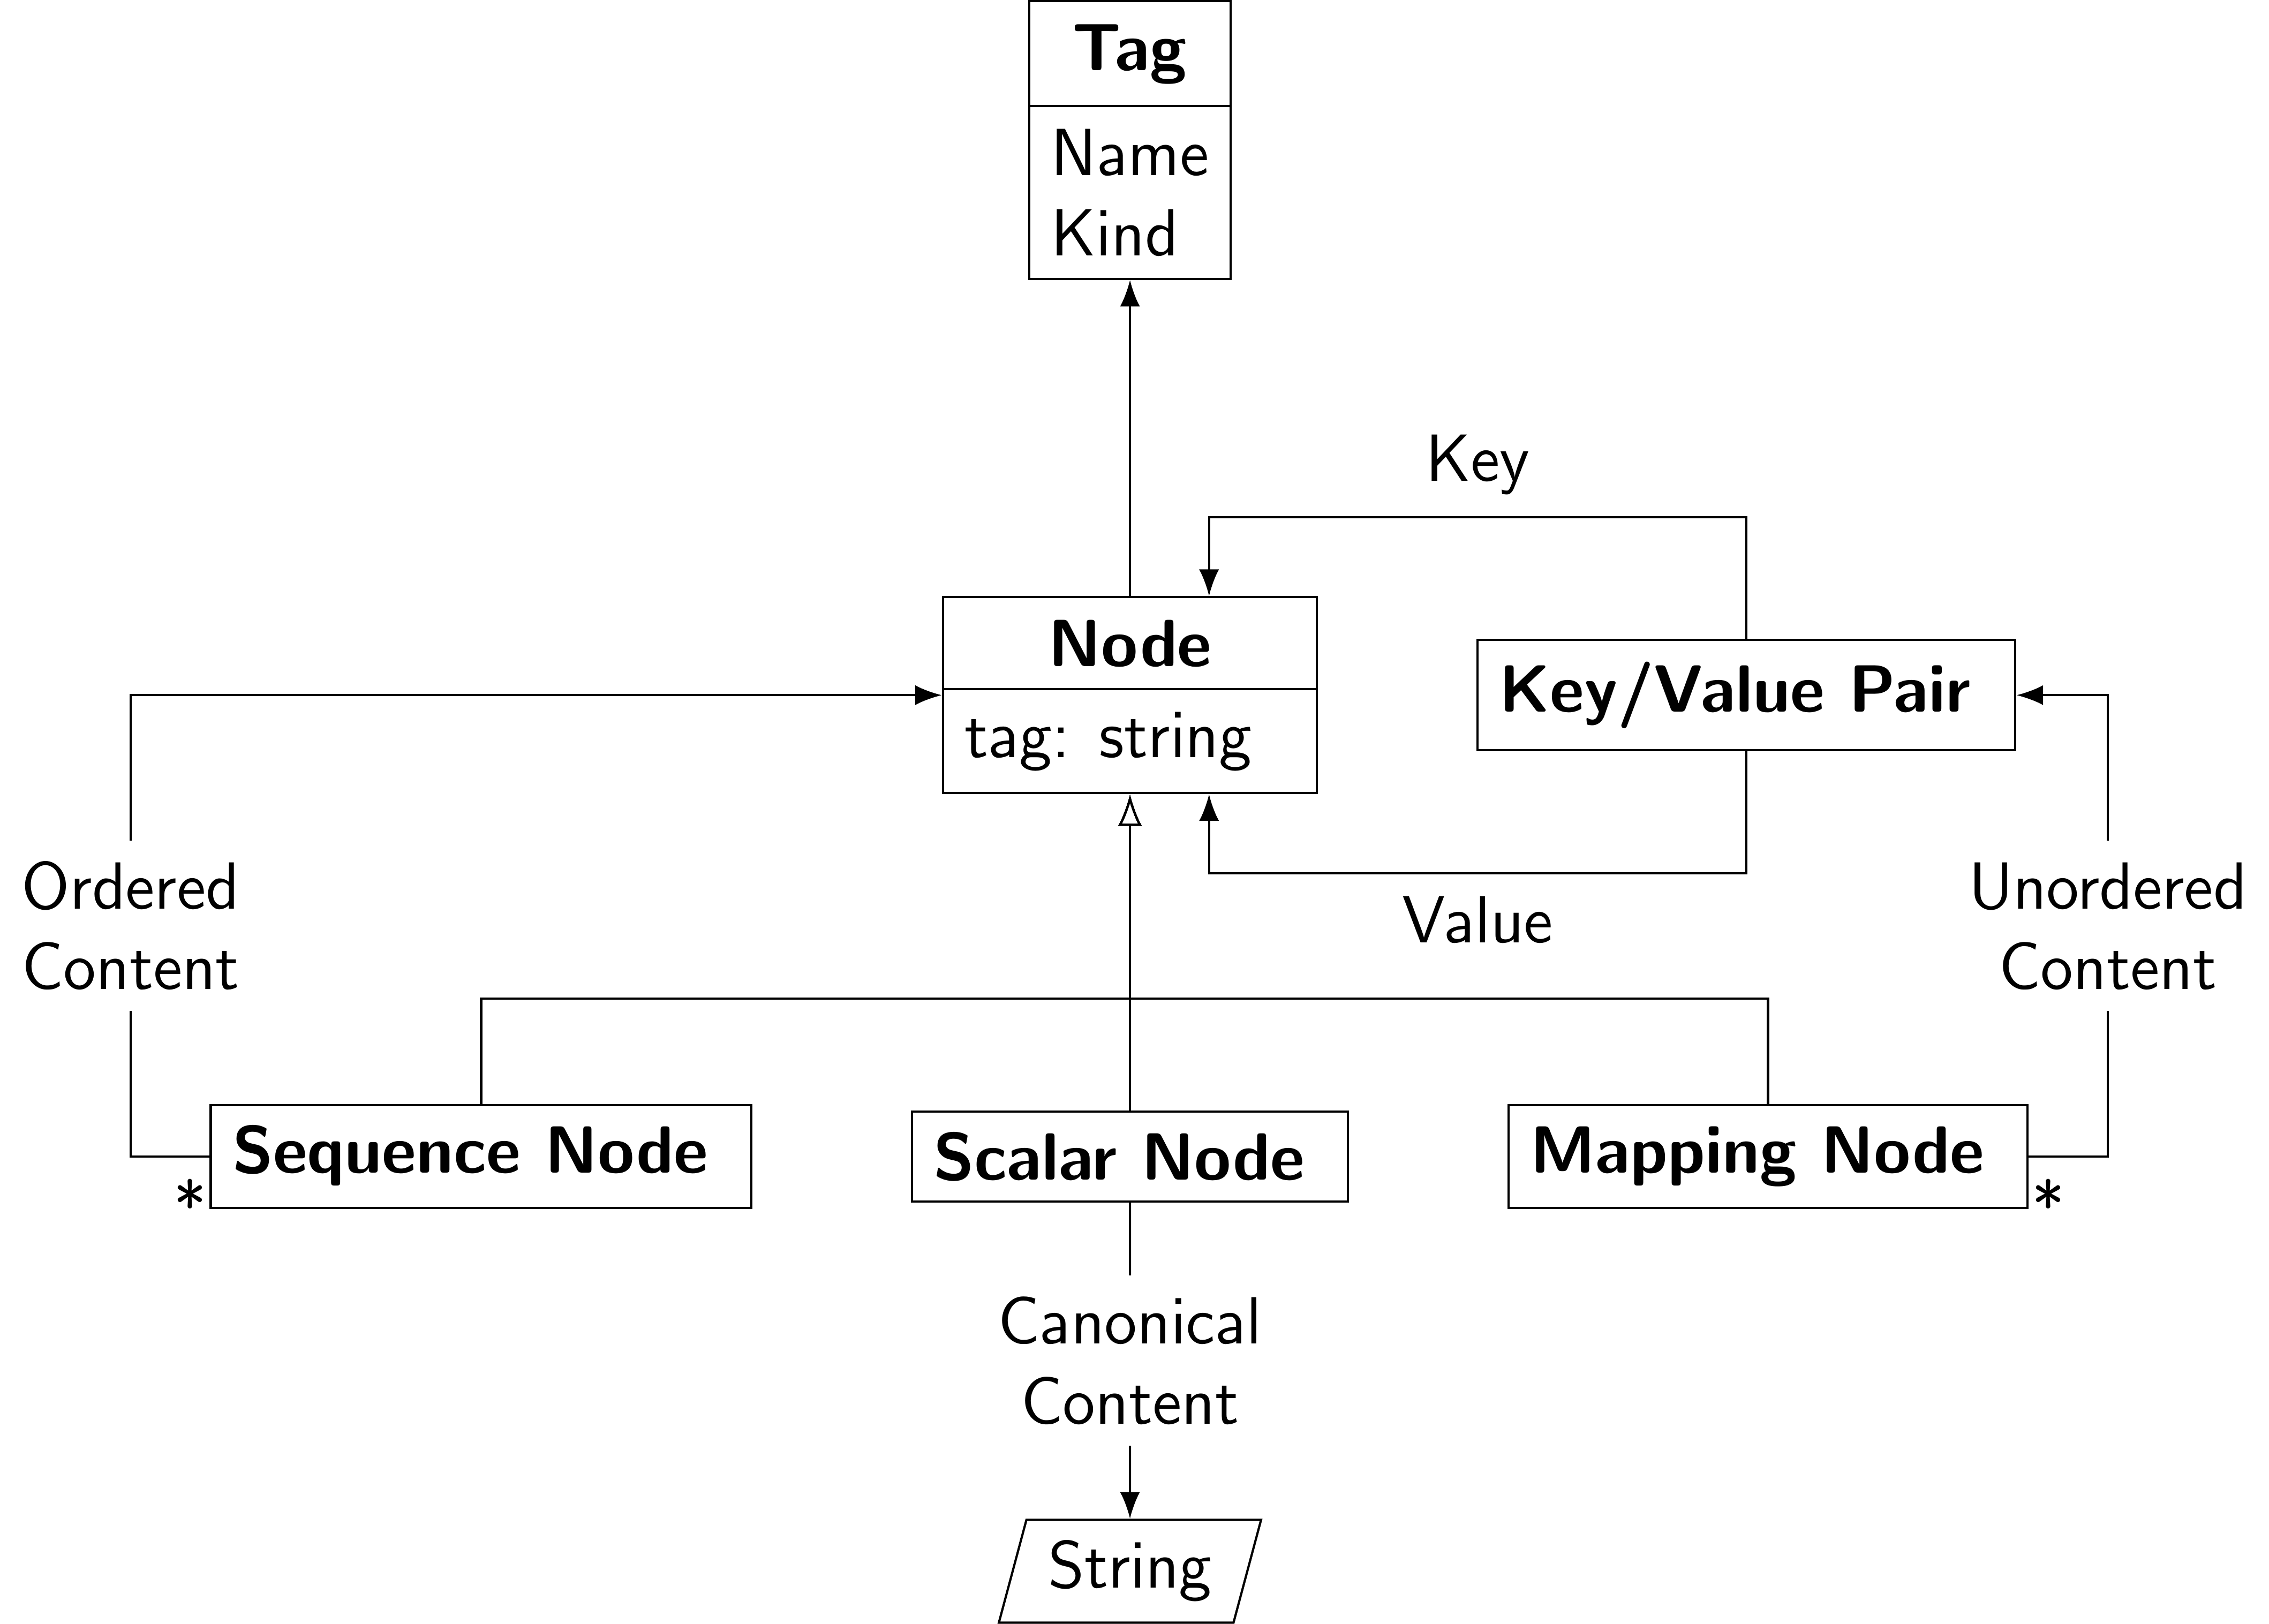 Tag
Name
Kind
Key
Node
tag: string
Key/Value Pair
Value
Ordered
Content
Unordered
Content
Sequence Node
*
Scalar Node
Mapping Node
*
Canonical
Content
String